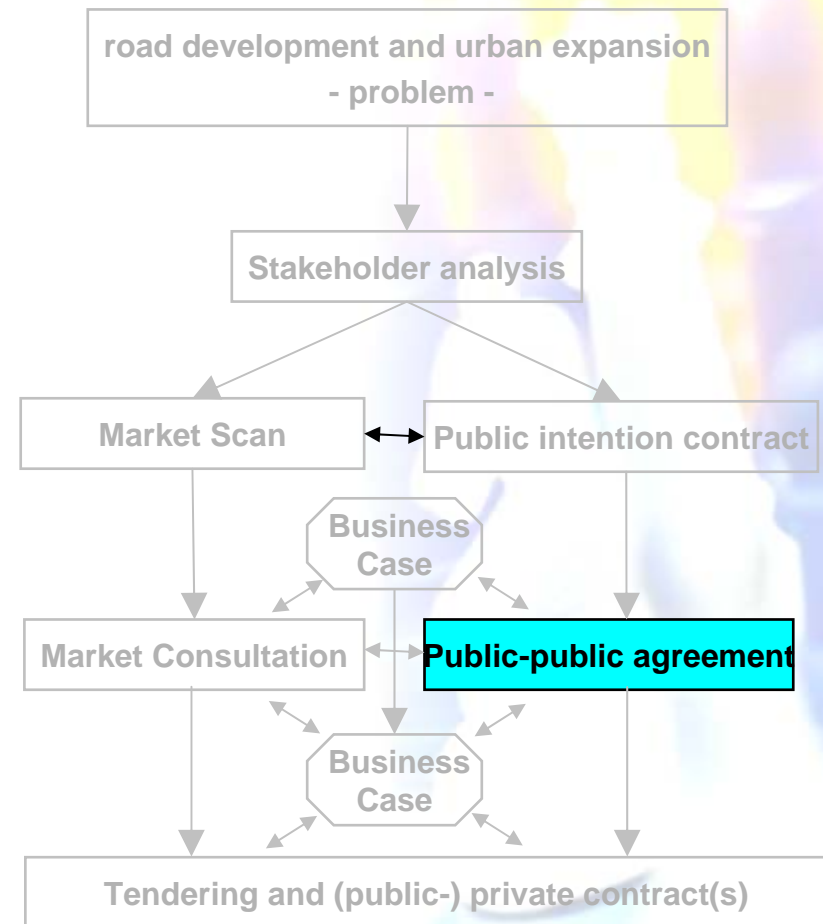 road development and urban expansion
- problem -
Stakeholder analysis
Market Scan
Public intention contract
Business
Case
Market Consultation
Public-public agreement
Business
Case
Tendering and (public-) private contract(s)